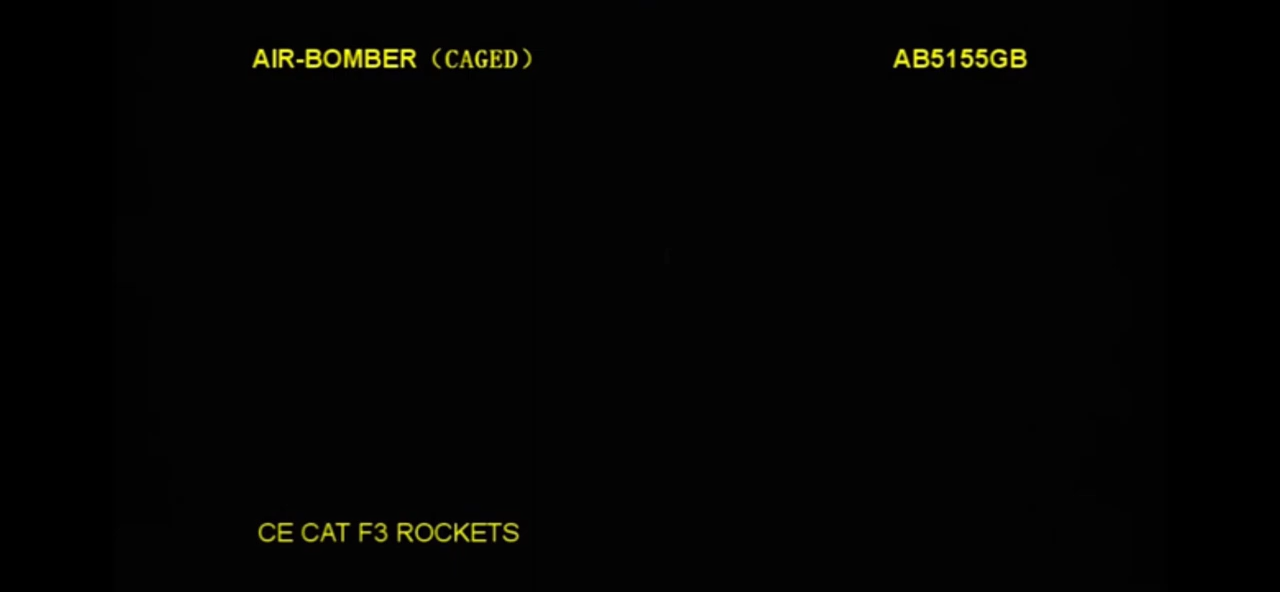 AIR-BOMBER（CAGED） AB5155GB
CE CAT F3 ROCKETS